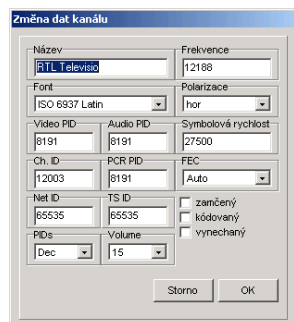 Změna dat kanálu
Název Frekvence
RTL Televisio 12188
Font Polarizace
ISO 6937 Latin hor
Video PID Audio PID Symbolová rychlost
8191 8191 27500
Ch. ID PCR PID FEC
12003 8191 Auto
Net ID TS ID
65535 65535
zamčený
kódovaný
vynechaný
PIDs Volume
Dec 15
Storno OK